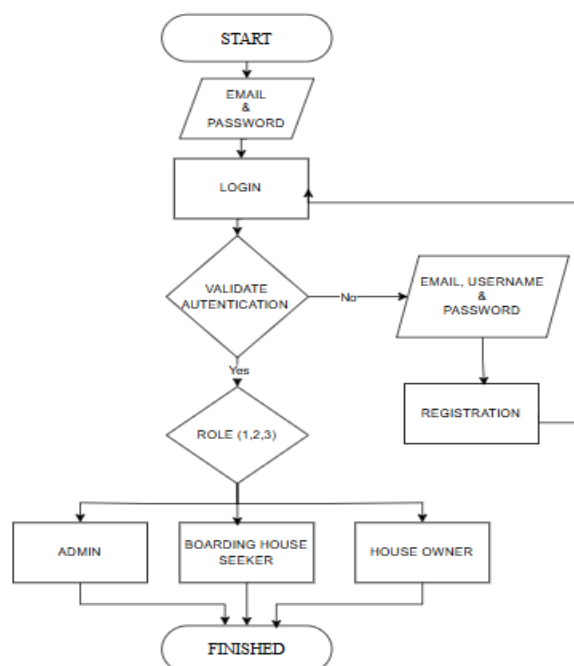 START
EMAIL
&
PASSWORD
LOGIN
VALIDATE
AUTENTICATION
No
EMAIL, USERNAME
&
PASSWORD
Yes
REGISTRATION
ROLE (1,2,3)
ADMIN
BOARDING HOUSE
SEEKER
HOUSE OWNER
FINISHED